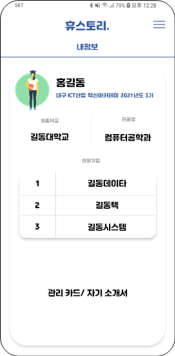 SKT 79% 오후 12:28
휴스토리.
내정보
홍길동
대구 ICT산업 혁신아카데미 2021년도 3기
최종학교
전공명
길동대학교
컴퓨터공학과
희망기업
1 길동데이타
2 길동텍
3 길동시스템
관리 카드/ 자기 소개서